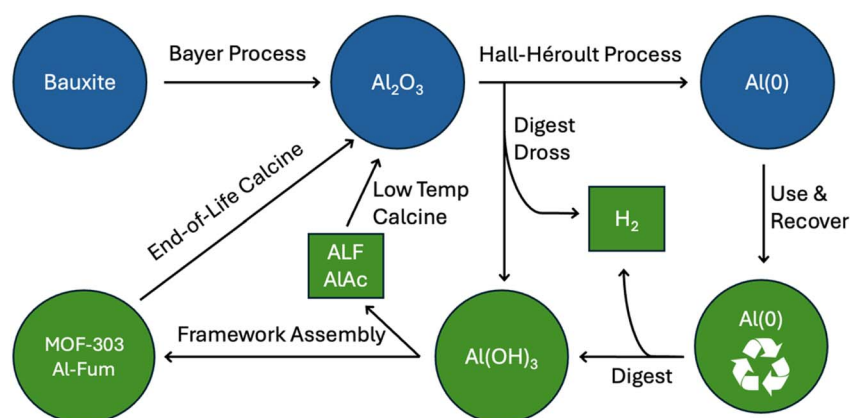 Bauxite
Bayer Process
Al₂O₃
Hall-Héroult Process
Al(0)
Digest
Dross
Use &
Recover
End-of-Life Calcine
Low Temp
Calcine
H₂
ALF
AlAc
MOF-303
Al-Fum
Framework Assembly
Al(OH)₃
Digest
Al(0)